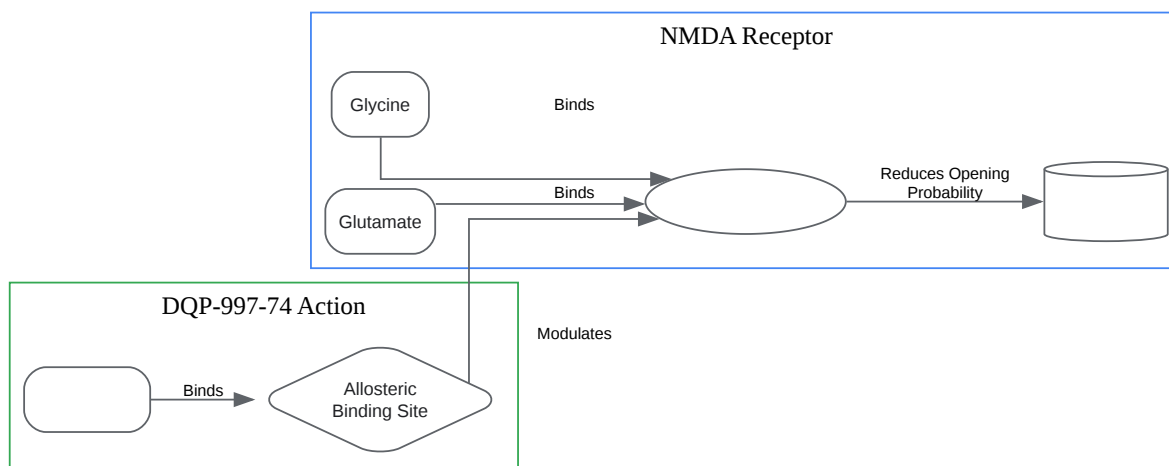 NMDA Receptor
Glycine
Binds
Reduces Opening
Probability
Binds
Glutamate
DQP-997-74 Action
Modulates
Binds
Allosteric
Binding Site